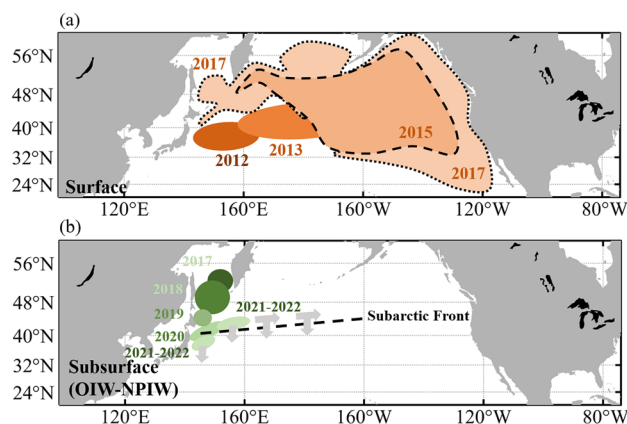 (a)
56°N
48°N
40°N
32°N
24°N
2017
2015
2012
2013
2017
Surface
120°E
160°E
160°W
120°W
80°W
(b)
56°N
48°N
40°N
32°N
24°N
2017
2018
2019
2020
2021-2022
2021-2022
Subarctic Front
Subsurface
(OIW-NPIW)
120°E
160°E
160°W
120°W
80°W